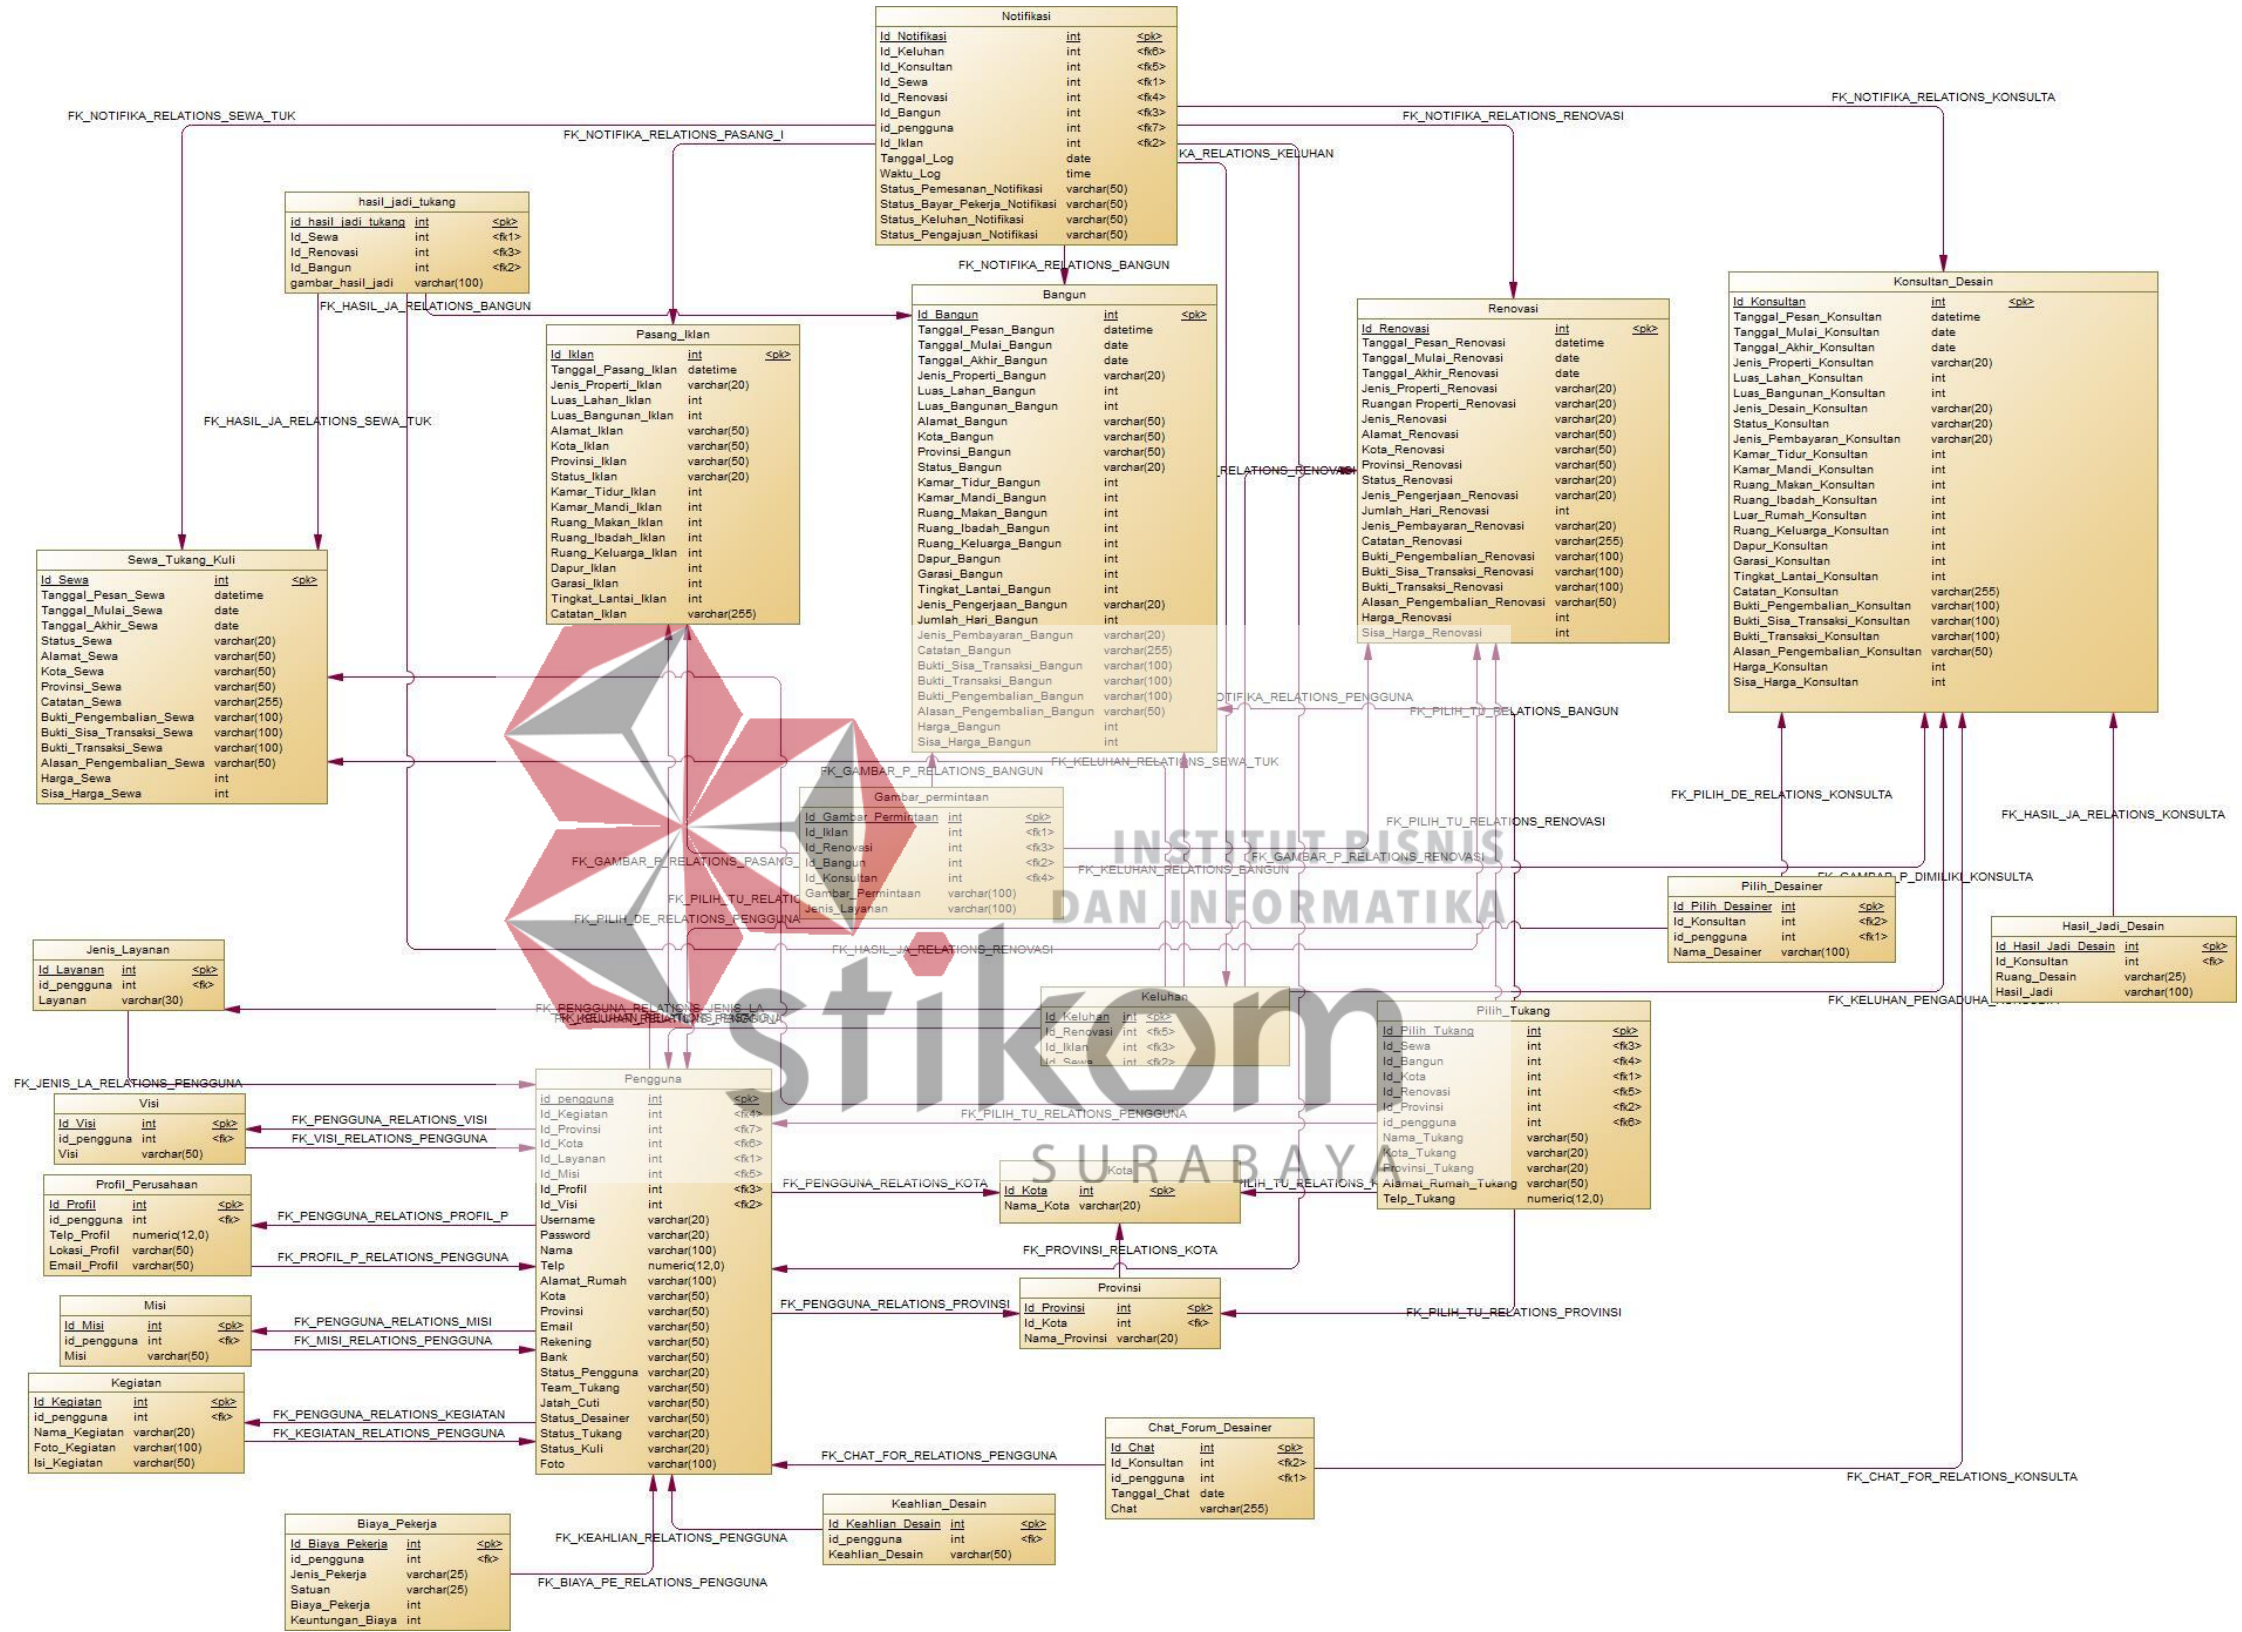 Notifikasi
Id_Notifikasi int <pk>
Id_Keluhan int <fk6>
Id_Konsultan int <fk5>
Id_Sewa int <fk1>
Id_Renovasi int <fk4>
Id_Bangun int <fk3>
id_pengguna int <fk7>
Id_Iklan int <fk2>
Tanggal_Log date
Waktu_Log time
Status_Pemesanan_Notifikasi varchar(50)
Status_Bayar_Pekerja_Notifikasi varchar(50)
Status_Keluhan_Notifikasi varchar(50)
Status_Pengajuan_Notifikasi varchar(50)
FK_NOTIFIKA_RELATIONS_SEWA_TUK
FK_NOTIFIKA_RELATIONS_PASANG_I
FK_NOTIFIKA_RELATIONS_KONSULTA
FK_NOTIFIKA_RELATIONS_RENOVASI
KA_RELATIONS_KELUHAN
FK_NOTIFIKA_RELATIONS_BANGUN
hasil_jadi_tukang
id_hasil_jadi_tukang int <pk>
Id_Sewa int <fk1>
Id_Renovasi int <fk3>
Id_Bangun int <fk2>
gambar_hasil_jadi varchar(100)
FK_HASIL_JA_RELATIONS_BANGUN
FK_HASIL_JA_RELATIONS_SEWA_TUK
Pasang_Iklan
Id_Iklan int <pk>
Tanggal_Pasang_Iklan datetime
Jenis_Properti_Iklan varchar(20)
Luas_Lahan_Iklan int
Luas_Bangunan_Iklan int
Alamat_Iklan varchar(50)
Kota_Iklan varchar(50)
Provinsi_Iklan varchar(50)
Status_Iklan varchar(20)
Kamar_Tidur_Iklan int
Kamar_Mandi_Iklan int
Ruang_Makan_Iklan int
Ruang_Ibadah_Iklan int
Ruang_Keluarga_Iklan int
Dapur_Iklan int
Garasi_Iklan int
Tingkat_Lantai_Iklan int
Catatan_Iklan varchar(255)
Bangun
Id_Bangun int <pk>
Tanggal_Pesan_Bangun datetime
Tanggal_Mulai_Bangun date
Tanggal_Akhir_Bangun date
Jenis_Properti_Bangun varchar(20)
Luas_Lahan_Bangun int
Luas_Bangunan_Bangun int
Alamat_Bangun varchar(50)
Kota_Bangun varchar(50)
Provinsi_Bangun varchar(50)
Status_Bangun varchar(20)
Kamar_Tidur_Bangun int
Kamar_Mandi_Bangun int
Ruang_Makan_Bangun int
Ruang_Ibadah_Bangun int
Ruang_Keluarga_Bangun int
Dapur_Bangun int
Garasi_Bangun int
Tingkat_Lantai_Bangun int
Jenis_Pengerjaan_Bangun varchar(20)
Jumlah_Hari_Bangun int
Jenis_Pembayaran_Bangun varchar(20)
Catatan_Bangun varchar(255)
Bukti_Sisa_Transaksi_Bangun varchar(100)
Bukti_Transaksi_Bangun varchar(100)
Bukti_Pengembalian_Bangun varchar(100)
Alasan_Pengembalian_Bangun varchar(50)
Harga_Bangun int
Sisa_Harga_Bangun int
RELATIONS_RENOVASI
Renovasi
Id_Renovasi int <pk>
Tanggal_Pesan_Renovasi datetime
Tanggal_Mulai_Renovasi date
Tanggal_Akhir_Renovasi date
Jenis_Properti_Renovasi varchar(20)
Ruangan Properti_Renovasi varchar(20)
Jenis_Renovasi varchar(20)
Alamat_Renovasi varchar(50)
Kota_Renovasi varchar(50)
Provinsi_Renovasi varchar(50)
Status_Renovasi varchar(20)
Jenis_Pengerjaan_Renovasi varchar(20)
Jumlah_Hari_Renovasi int
Jenis_Pembayaran_Renovasi varchar(20)
Catatan_Renovasi varchar(255)
Bukti_Pengembalian_Renovasi varchar(100)
Bukti_Sisa_Transaksi_Renovasi varchar(100)
Bukti_Transaksi_Renovasi varchar(100)
Alasan_Pengembalian_Renovasi varchar(50)
Harga_Renovasi int
Sisa_Harga_Renovasi int
Konsultan_Desain
Id_Konsultan int <pk>
Tanggal_Pesan_Konsultan datetime
Tanggal_Mulai_Konsultan date
Tanggal_Akhir_Konsultan date
Jenis_Properti_Konsultan varchar(20)
Luas_Lahan_Konsultan int
Luas_Bangunan_Konsultan int
Jenis_Desain_Konsultan varchar(20)
Status_Konsultan varchar(20)
Jenis_Pembayaran_Konsultan varchar(20)
Kamar_Tidur_Konsultan int
Kamar_Mandi_Konsultan int
Ruang_Makan_Konsultan int
Ruang_Ibadah_Konsultan int
Luar_Rumah_Konsultan int
Ruang_Keluarga_Konsultan int
Dapur_Konsultan int
Garasi_Konsultan int
Tingkat_Lantai_Konsultan int
Catatan_Konsultan varchar(255)
Bukti_Pengembalian_Konsultan varchar(100)
Bukti_Sisa_Transaksi_Konsultan varchar(100)
Bukti_Transaksi_Konsultan varchar(100)
Alasan_Pengembalian_Konsultan varchar(50)
Harga_Konsultan int
Sisa_Harga_Konsultan int
Sewa_Tukang_Kuli
Id_Sewa int <pk>
Tanggal_Pesan_Sewa datetime
Tanggal_Mulai_Sewa date
Tanggal_Akhir_Sewa date
Status_Sewa varchar(20)
Alamat_Sewa varchar(50)
Kota_Sewa varchar(50)
Provinsi_Sewa varchar(50)
Catatan_Sewa varchar(255)
Bukti_Pengembalian_Sewa varchar(100)
Bukti_Sisa_Transaksi_Sewa varchar(100)
Bukti_Transaksi_Sewa varchar(100)
Alasan_Pengembalian_Sewa varchar(50)
Harga_Sewa int
Sisa_Harga_Sewa int
OTIFIKA_RELATIONS_PENGGUNA
FK_PILIH_TU_RELATIONS_BANGUN
FK_KELUHAN_RELATIONS_SEWA_TUK
FK_GAMBAR_P_RELATIONS_BANGUN
Gambar_permintaan
Id_Gambar_Permintaan int <pk>
Id_Iklan int <fk1>
Id_Renovasi int <fk3>
Id_Bangun int <fk2>
Id_Konsultan int <fk4>
Gambar_Permintaan varchar(100)
Jenis_Layanan varchar(100)
FK_GAMBAR_P_RELATIONS_PASANG_
FK_PILIH_TU_RELATIO
FK_PILIH_DE_RELATIONS_PENGGUNA
FK_PILIH_DE_RELATIONS_KONSULTA
FK_HASIL_JA_RELATIONS_KONSULTA
FK_PILIH_TU_RELATIONS_RENOVASI
FK_GAMBAR_P_RELATIONS_RENOVASI
FK_KELUHAN_RELATIONS_BANGUN
FK_GAMBAR_P_DIMILIKI_KONSULTA
INSTITUT BISNIS
DAN INFORMATIKA
stikom
SURABAYA
Pilih_Desainer
Id_Pilih_Desainer int <pk>
Id_Konsultan int <fk2>
id_pengguna int <fk1>
Nama_Desainer varchar(100)
Hasil_Jadi_Desain
Id_Hasil_Jadi_Desain int <pk>
Id_Konsultan int <fk>
Ruang_Desain varchar(25)
Hasil_Jadi varchar(100)
FK_HASIL_JA_RELATIONS_RENOVASI
Jenis_Layanan
Id_Layanan int <pk>
id_pengguna int <fk>
Layanan varchar(30)
FK_PENGGUNA_RELATIONS_JENIS_LA
Keluhan
Id_Keluhan int <pk>
Id_Renovasi int <fk5>
Id_Iklan int <fk3>
Id_Sewa int <fk2>
FK_KELUHAN_PENGADUHA_
Pilih_Tukang
Id_Pilih_Tukang int <pk>
Id_Sewa int <fk3>
Id_Bangun int <fk4>
Id_Kota int <fk1>
Id_Renovasi int <fk5>
Id_Provinsi int <fk2>
id_pengguna int <fk6>
Nama_Tukang varchar(50)
Kota_Tukang varchar(20)
Provinsi_Tukang varchar(20)
Alamat_Rumah_Tukang varchar(50)
Telp_Tukang numeric(12,0)
FK_JENIS_LA_RELATIONS_PENGGUNA
Visi
Id_Visi int <pk>
id_pengguna int <fk>
Visi varchar(50)
FK_PENGGUNA_RELATIONS_VISI
FK_VISI_RELATIONS_PENGGUNA
Pengguna
id_pengguna int <pk>
Id_Kegiatan int <fk4>
Id_Provinsi int <fk7>
Id_Kota int <fk6>
Id_Layanan int <fk1>
Id_Misi int <fk5>
Id_Profil int <fk3>
Id_Visi int <fk2>
Username varchar(20)
Password varchar(20)
Nama varchar(100)
Telp numeric(12,0)
Alamat_Rumah varchar(100)
Kota varchar(50)
Provinsi varchar(50)
Email varchar(50)
Rekening varchar(50)
Bank varchar(50)
Status_Pengguna varchar(20)
Team_Tukang varchar(50)
Jatah_Cuti varchar(50)
Status_Desainer varchar(50)
Status_Tukang varchar(20)
Status_Kuli varchar(20)
Foto varchar(100)
FK_PILIH_TU_RELATIONS_PENGGUNA
FK_PENGGUNA_RELATIONS_KOTA
Kota
Id_Kota int <pk>
Nama_Kota varchar(20)
ILIH_TU_RELATIONS_K
FK_PROVINSI_RELATIONS_KOTA
Provinsi
Id_Provinsi int <pk>
Id_Kota int <fk>
Nama_Provinsi varchar(20)
FK_PENGGUNA_RELATIONS_PROVINSI
FK_PILIH_TU_RELATIONS_PROVINSI
Profil_Perusahaan
Id_Profil int <pk>
id_pengguna int <fk>
Telp_Profil numeric(12,0)
Lokasi_Profil varchar(50)
Email_Profil varchar(50)
FK_PENGGUNA_RELATIONS_PROFIL_P
FK_PROFIL_P_RELATIONS_PENGGUNA
Misi
Id_Misi int <pk>
id_pengguna int <fk>
Misi varchar(50)
FK_PENGGUNA_RELATIONS_MISI
FK_MISI_RELATIONS_PENGGUNA
Kegiatan
Id_Kegiatan int <pk>
id_pengguna int <fk>
Nama_Kegiatan varchar(20)
Foto_Kegiatan varchar(100)
Isi_Kegiatan varchar(50)
FK_PENGGUNA_RELATIONS_KEGIATAN
FK_KEGIATAN_RELATIONS_PENGGUNA
Chat_Forum_Desainer
Id_Chat int <pk>
Id_Konsultan int <fk2>
id_pengguna int <fk1>
Tanggal_Chat date
Chat varchar(255)
FK_CHAT_FOR_RELATIONS_PENGGUNA
FK_CHAT_FOR_RELATIONS_KONSULTA
Keahlian_Desain
Id_Keahlian_Desain int <pk>
id_pengguna int <fk>
Keahlian_Desain varchar(50)
FK_KEAHLIAN_RELATIONS_PENGGUNA
Biaya_Pekerja
Id_Biaya_Pekerja int <pk>
id_pengguna int <fk>
Jenis_Pekerja varchar(25)
Satuan varchar(25)
Biaya_Pekerja int
Keuntungan_Biaya int
FK_BIAYA_PE_RELATIONS_PENGGUNA